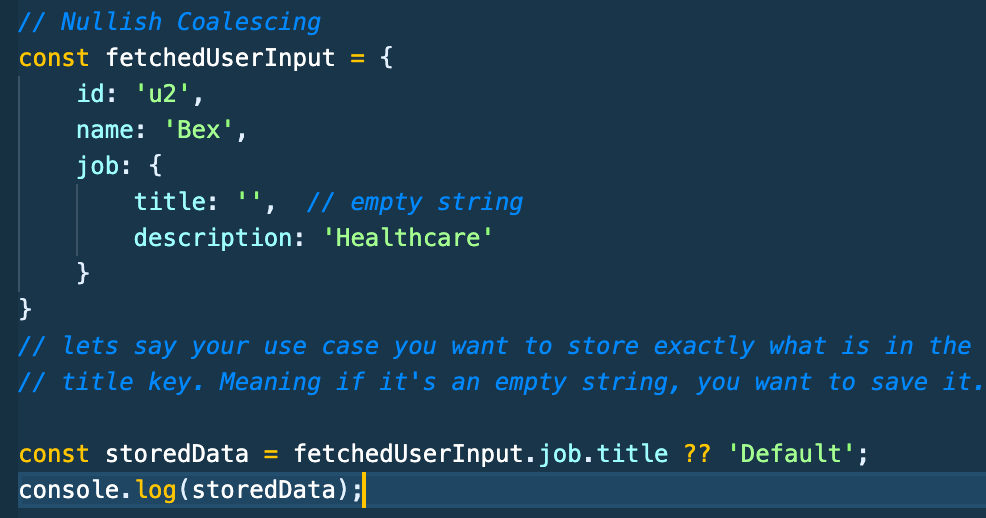 // Nullish Coalescing
const fetchedUserInput = {
    id: 'u2',
    name: 'Bex',
    job: {
        title: '',  // empty string
        description: 'Healthcare'
    }
}
// lets say your use case you want to store exactly what is in the
// title key. Meaning if it's an empty string, you want to save it.

const storedData = fetchedUserInput.job.title ?? 'Default';
console.log(storedData);